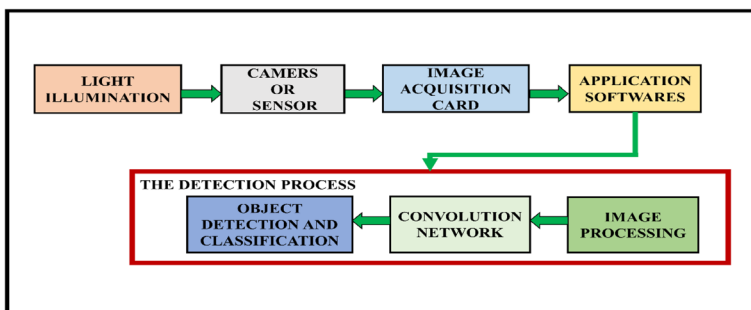 LIGHT
ILLUMINATION
CAMERS
OR
SENSOR
IMAGE
ACQUISITION
CARD
APPLICATION
SOFTWARES
THE DETECTION PROCESS
OBJECT
DETECTION AND
CLASSIFICATION
CONVOLUTION
NETWORK
IMAGE
PROCESSING